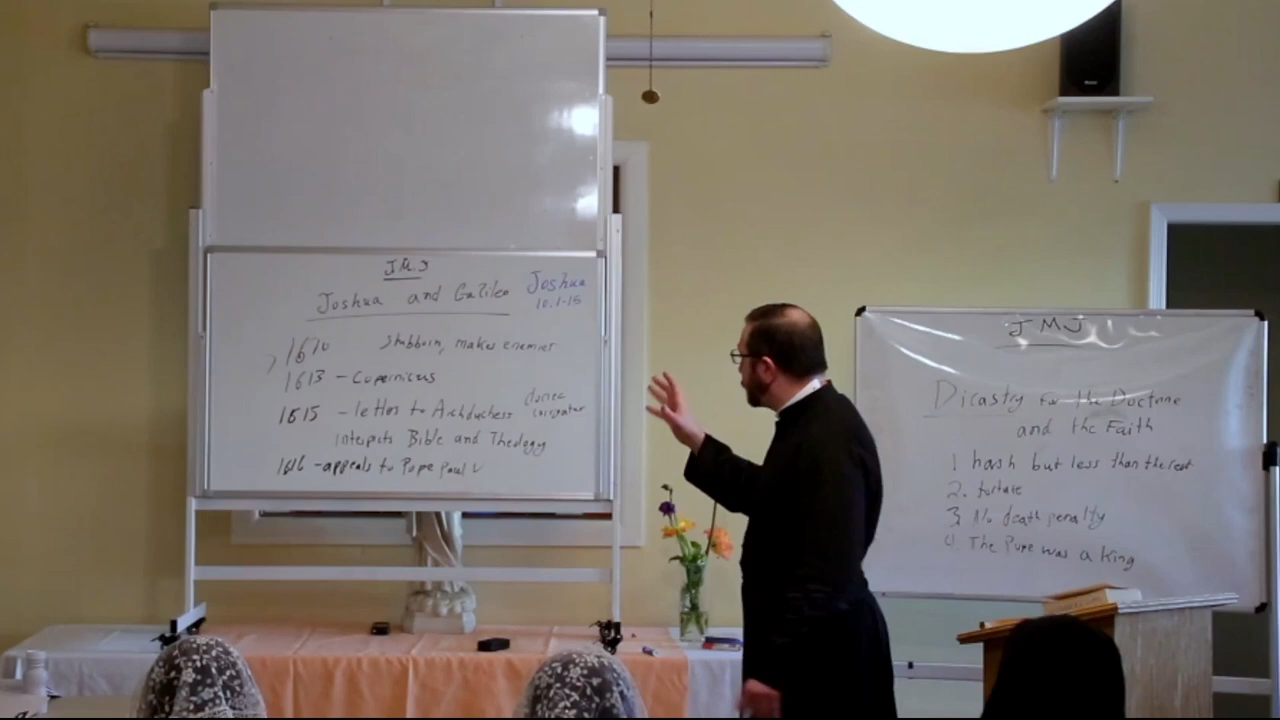 J.M.J
Joshua and Galileo
Joshua
10.1-15
1610 stubborn, makes enemies
1613 - Copernicus
1615 - letter to Archduchess
Interprets Bible and Theology
1616 - appeals to Pope Paul V
JMJ
Dicastry for the Doctrine
and the Faith
1 harsh but less than the rest
2. torture
3. No death penalty
4. The Pope was a king